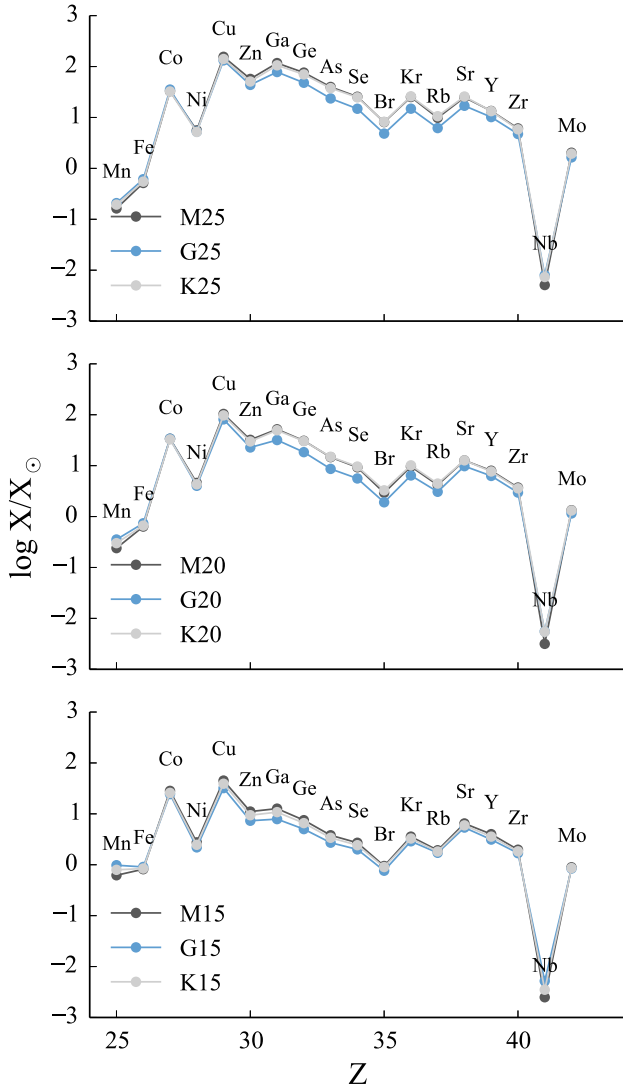 3
2
1
0
−1
−2
−3
Mn
Fe
Co
Ni
Cu
Zn
Ga
Ge
As
Se
Br
Kr
Rb
Sr
Y
Zr
Nb
Mo
M25
G25
K25
log X/X⊙
3
2
1
0
−1
−2
−3
Mn
Fe
Co
Ni
Cu
Zn
Ga
Ge
As
Se
Br
Kr
Rb
Sr
Y
Zr
Nb
Mo
M20
G20
K20
3
2
1
0
−1
−2
−3
Mn
Fe
Co
Ni
Cu
Zn
Ga
Ge
As
Se
Br
Kr
Rb
Sr
Y
Zr
Nb
Mo
M15
G15
K15
25 30 35 40
Z